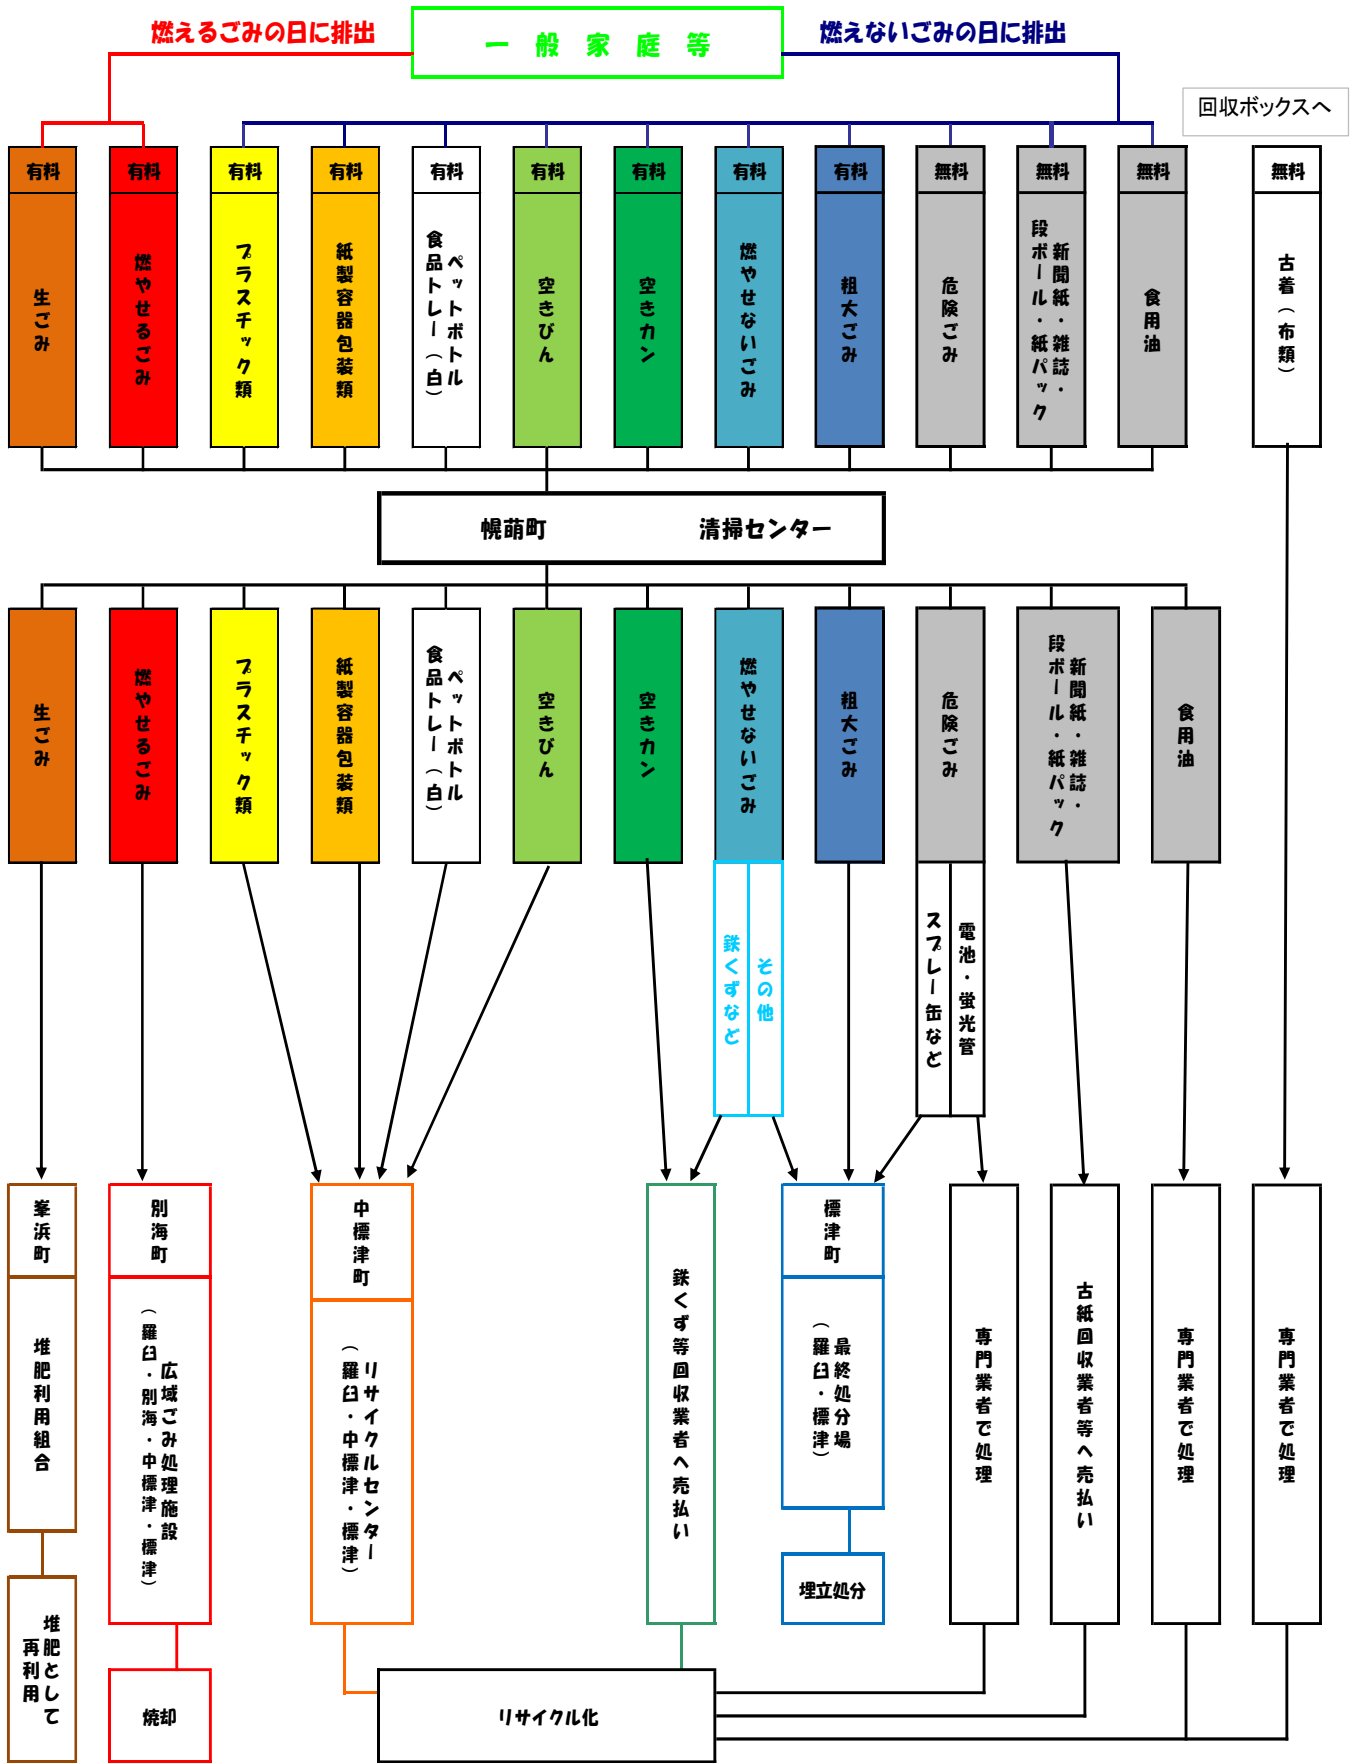 燃えるごみの日に排出
一般家庭等
燃えないごみの日に排出
回収ボックスへ
有料
有料
有料
有料
有料
有料
有料
有料
有料
無料
無料
無料
無料
生ごみ
燃やせるごみ
プラスチック類
紙製容器包装類
ペットボトル
食品トレー（白）
空きびん
空きカン
燃やせないごみ
粗大ごみ
危険ごみ
新聞紙・雑誌・
段ボール・紙パック
食用油
古着（布類）
幌萌町 清掃センター
生ごみ
燃やせるごみ
プラスチック類
紙製容器包装類
ペットボトル
食品トレー（白）
空きびん
空きカン
燃やせないごみ
粗大ごみ
危険ごみ
新聞紙・雑誌・
段ボール・紙パック
食用油
鉄くずなど
その他
スプレー缶など
電池・蛍光管
峯浜町
堆肥利用組合
堆肥として
再利用
別海町
広域ごみ処理施設
（羅臼・別海・中標津・標津）
焼却
中標津町
リサイクルセンター
（羅臼・中標津・標津）
鉄くず等回収業者へ売払い
標津町
最終処分場
（羅臼・標津）
埋立処分
専門業者で処理
古紙回収業者等へ売払い
専門業者で処理
専門業者で処理
リサイクル化